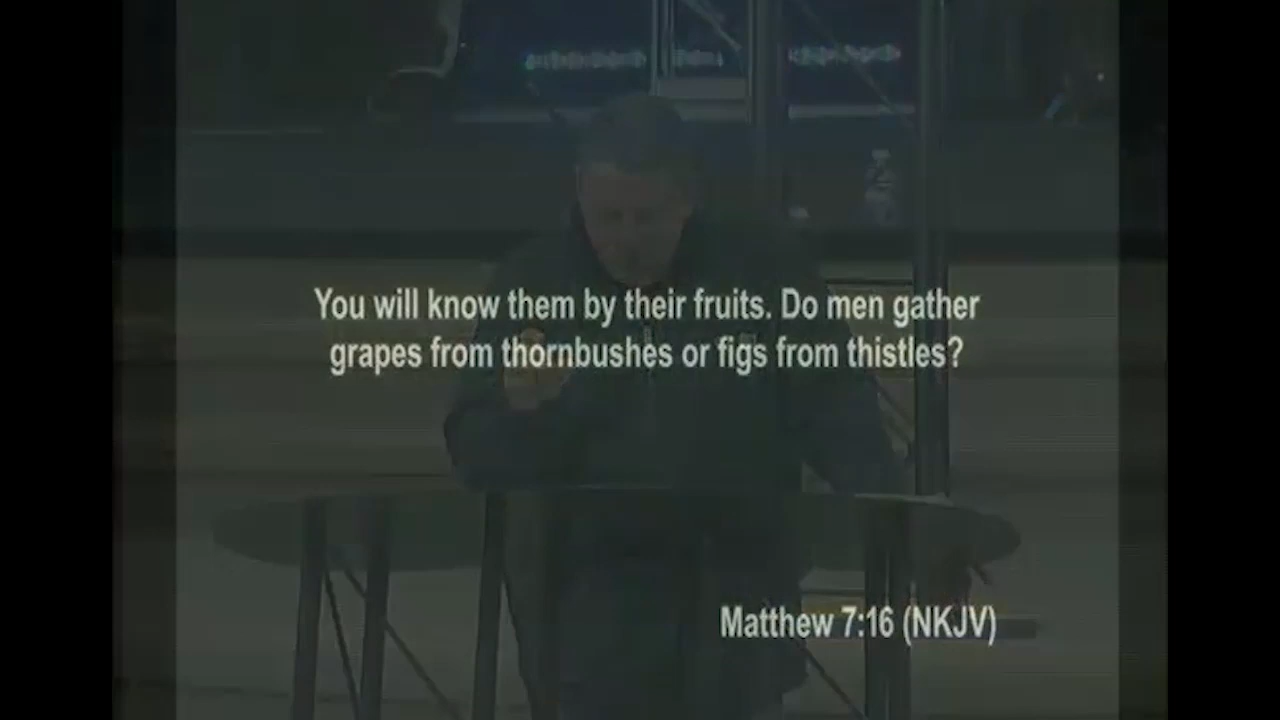 You will know them by their fruits. Do men gather
grapes from thornbushes or figs from thistles?
Matthew 7:16 (NKJV)